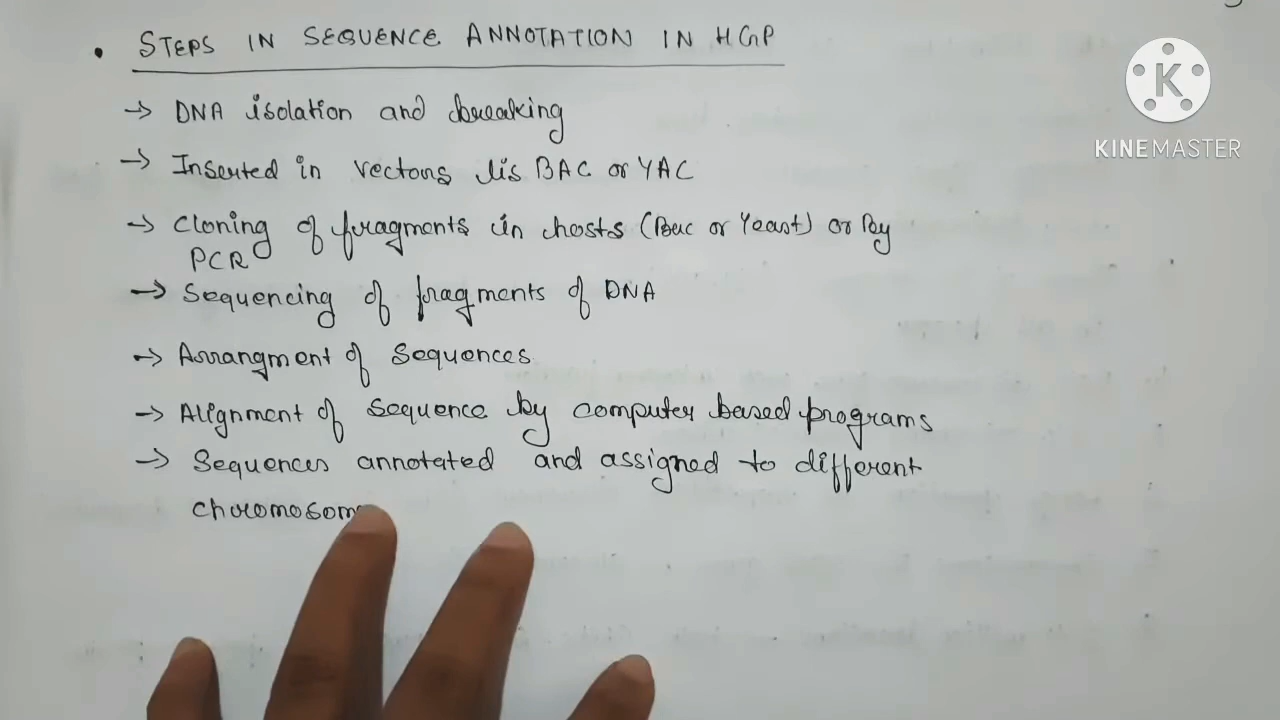 • STEPS IN SEQUENCE ANNOTATION IN HGP
K
KINEMASTER
→ DNA isolation and breaking
→ Inserted in vectors BAC or YAC
→ Cloning of fragments in hosts (Bac or Yeast) or By
PCR
→ Sequencing of fragments of DNA
→ Arrangment of Sequences
→ Alignment of sequence by computer based programs
→ Sequences annotated and assigned to different